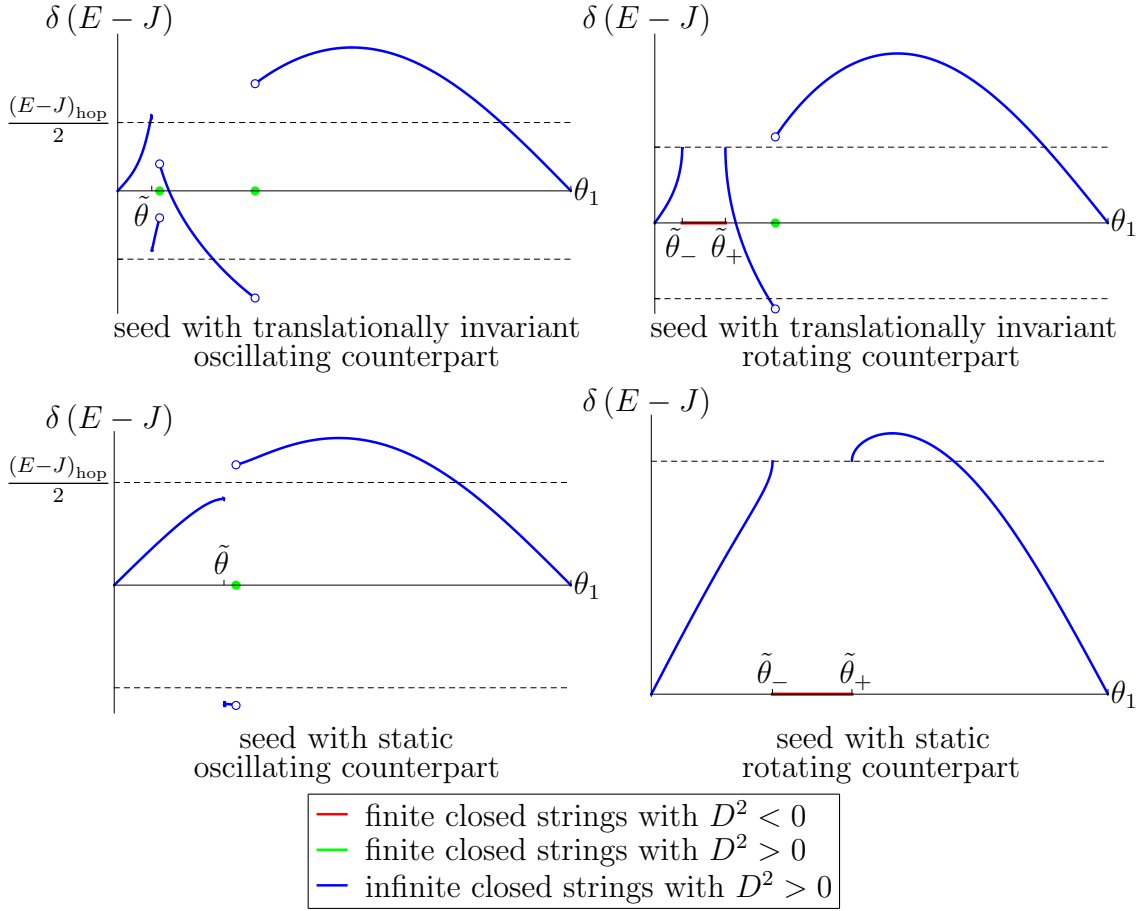 δ (E − J)
(E−J)hop
2
θ̃
θ1
seed with translationally invariant
oscillating counterpart
δ (E − J)
θ̃−
θ̃+
θ1
seed with translationally invariant
rotating counterpart
δ (E − J)
(E−J)hop
2
θ̃
θ1
seed with static
oscillating counterpart
δ (E − J)
θ̃−
θ̃+
θ1
seed with static
rotating counterpart
finite closed strings with D² < 0
finite closed strings with D² > 0
infinite closed strings with D² > 0